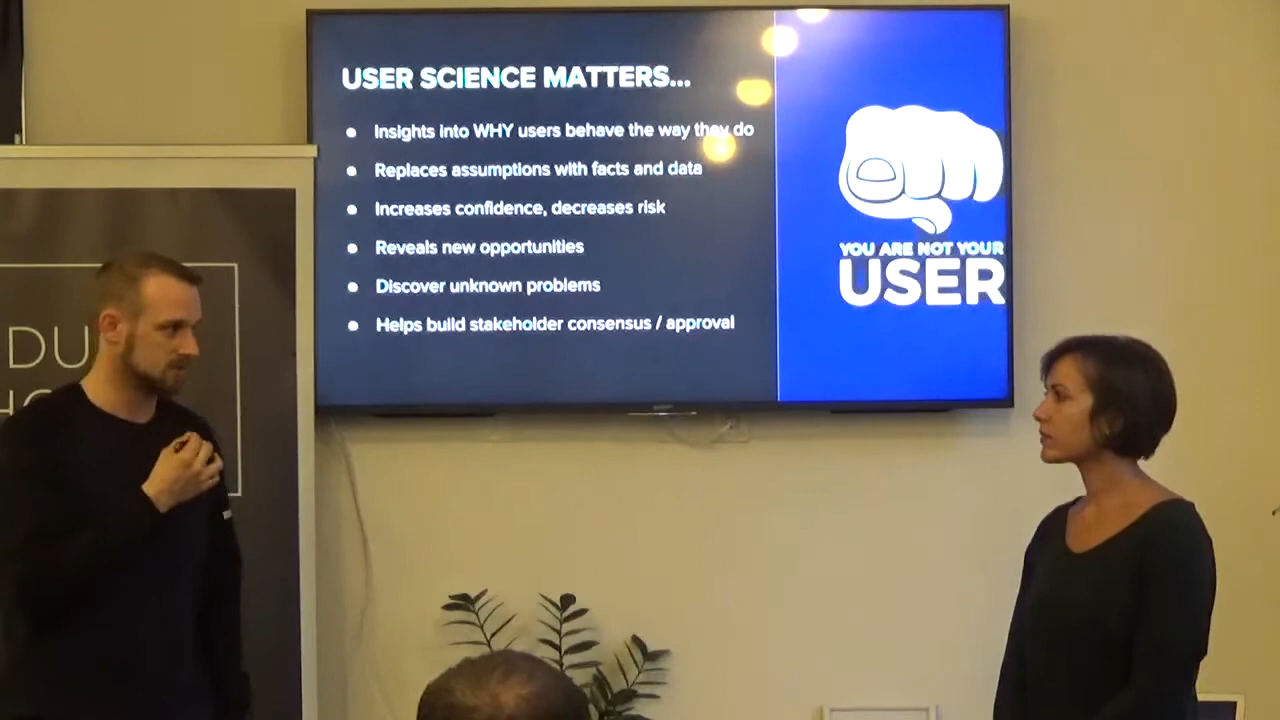 USER SCIENCE MATTERS...
• Insights into WHY users behave the way they do
• Replaces assumptions with facts and data
• Increases confidence, decreases risk
• Reveals new opportunities
• Discover unknown problems
• Helps build stakeholder consensus / approval
YOU ARE NOT YOUR
USER
DU